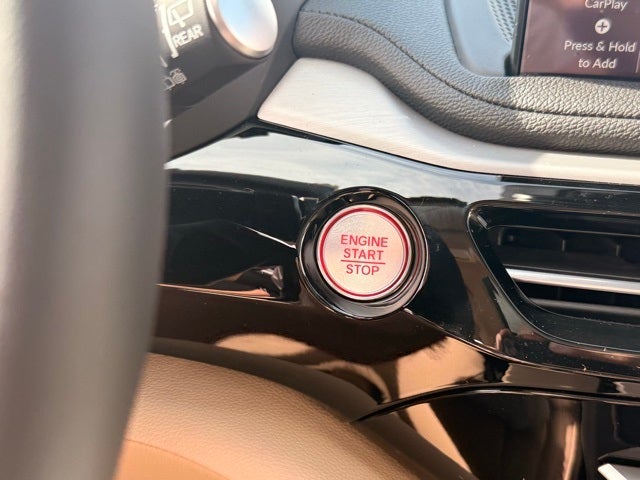 REAR
CarPlay
Press & Hold
to Add
ENGINE
START
STOP